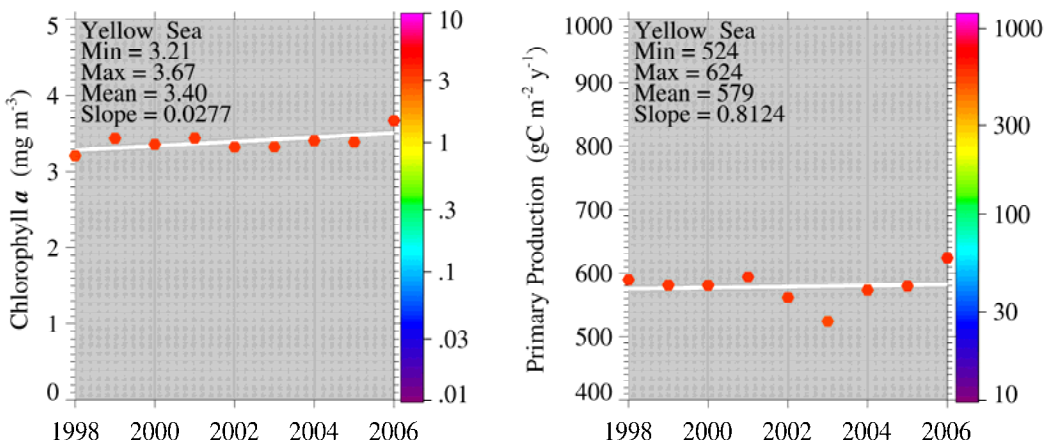 5
4
3
2
1
0
Chlorophyll a (mg m-3)
Yellow Sea
Min = 3.21
Max = 3.67
Mean = 3.40
Slope = 0.0277
1998 2000 2002 2004 2006
10
3
1
.3
.1
.03
.01
1000
900
800
700
600
500
400
Primary Production (gC m-2 y-1)
Yellow Sea
Min = 524
Max = 624
Mean = 579
Slope = 0.8124
1998 2000 2002 2004 2006
1000
300
100
30
10